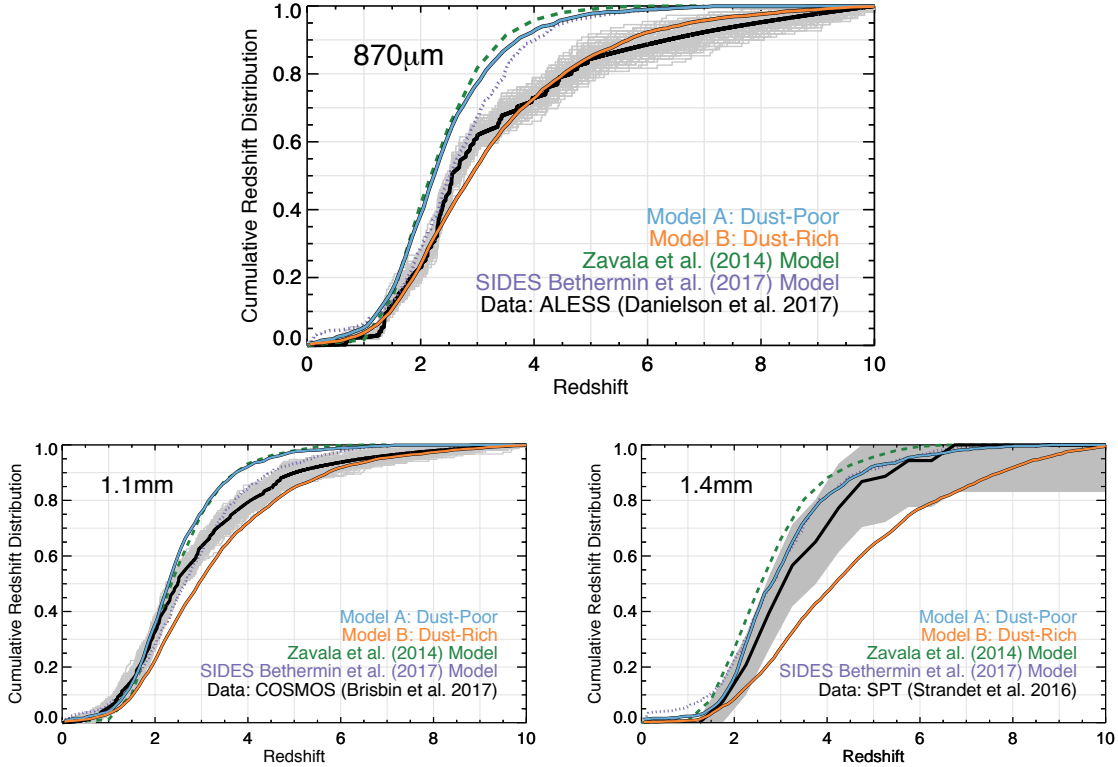 1.0
0.8
0.6
0.4
0.2
0.0
Cumulative Redshift Distribution
870μm
Model A: Dust-Poor
Model B: Dust-Rich
Zavala et al. (2014) Model
SIDES Bethermin et al. (2017) Model
Data: ALESS (Danielson et al. 2017)
0 2 4 6 8 10
Redshift
1.0
0.8
0.6
0.4
0.2
0.0
Cumulative Redshift Distribution
1.1mm
Model A: Dust-Poor
Model B: Dust-Rich
Zavala et al. (2014) Model
SIDES Bethermin et al. (2017) Model
Data: COSMOS (Brisbin et al. 2017)
0 2 4 6 8 10
Redshift
1.0
0.8
0.6
0.4
0.2
0.0
Cumulative Redshift Distribution
1.4mm
Model A: Dust-Poor
Model B: Dust-Rich
Zavala et al. (2014) Model
SIDES Bethermin et al. (2017) Model
Data: SPT (Strandet et al. 2016)
0 2 4 6 8 10
Redshift